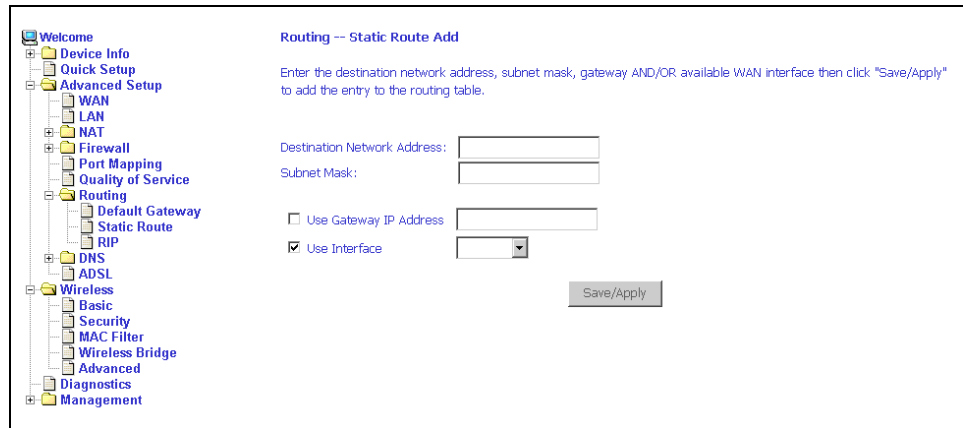 Welcome
Device Info
Quick Setup
Advanced Setup
WAN
LAN
NAT
Firewall
Port Mapping
Quality of Service
Routing
Default Gateway
Static Route
RIP
DNS
ADSL
Wireless
Basic
Security
MAC Filter
Wireless Bridge
Advanced
Diagnostics
Management
Routing -- Static Route Add
Enter the destination network address, subnet mask, gateway AND/OR available WAN interface then click "Save/Apply"
to add the entry to the routing table.
Destination Network Address:
Subnet Mask:
Use Gateway IP Address
Use Interface
Save/Apply